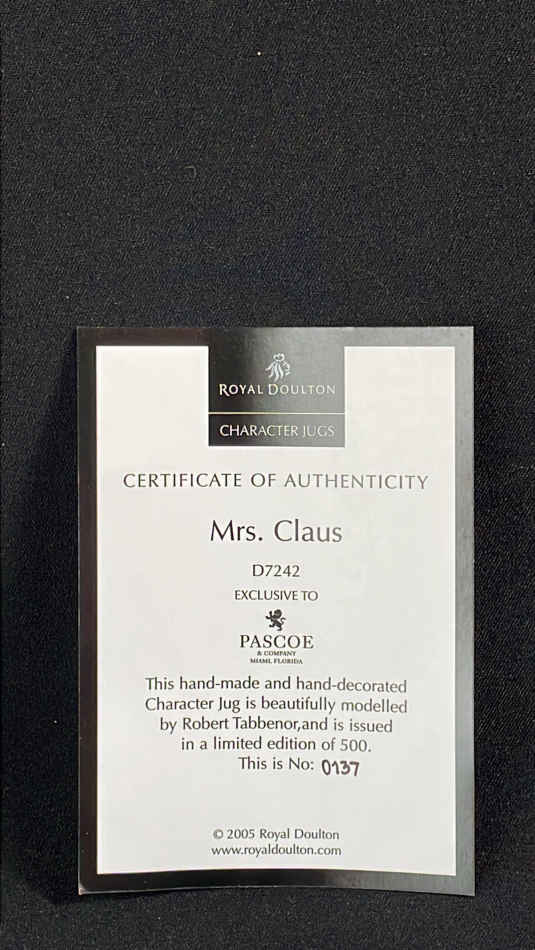 ROYAL DOULTON
CHARACTER JUGS
CERTIFICATE OF AUTHENTICITY
Mrs. Claus
D7242
EXCLUSIVE TO
PASCOE
& COMPANY
MIAMI, FLORIDA
This hand-made and hand-decorated
Character Jug is beautifully modelled
by Robert Tabbenor,and is issued
in a limited edition of 500.
This is No: 0137
© 2005 Royal Doulton
www.royaldoulton.com